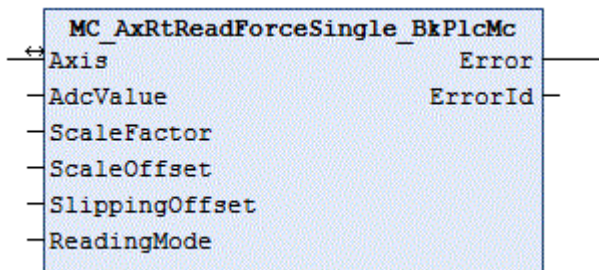 MC_AxRtReadForceSingle_BkPlcMc
Axis Error
AdcValue ErrorId
ScaleFactor
ScaleOffset
SlippingOffset
ReadingMode